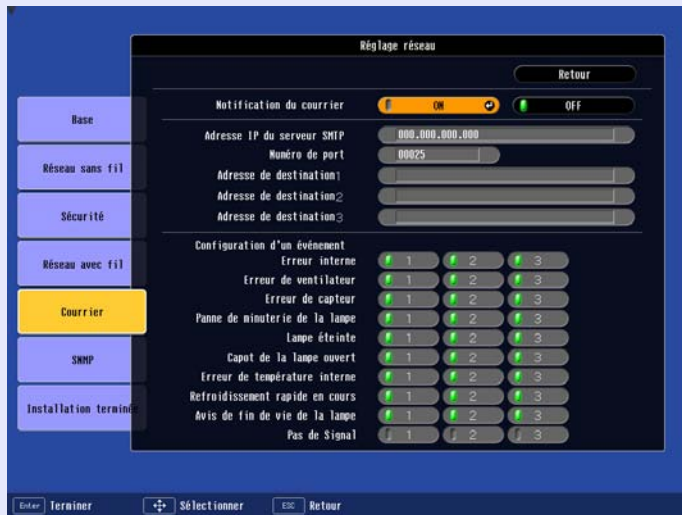 Réglage réseau
Retour
Base
Réseau sans fil
Sécurité
Réseau avec fil
Courrier
SNMP
Installation terminée
Notification du courrier ON OFF
Adresse IP du serveur SMTP 000.000.000.000
Numéro de port 00025
Adresse de destination1
Adresse de destination2
Adresse de destination3
Configuration d'un événement
Erreur interne 1 2 3
Erreur de ventilateur 1 2 3
Erreur de capteur 1 2 3
Panne de minuterie de la lampe 1 2 3
Lampe éteinte 1 2 3
Capot de la lampe ouvert 1 2 3
Erreur de température interne 1 2 3
Refroidissement rapide en cours 1 2 3
Avis de fin de vie de la lampe 1 2 3
Pas de Signal 1 2 3
Enter Terminer Sélectionner ESC Retour